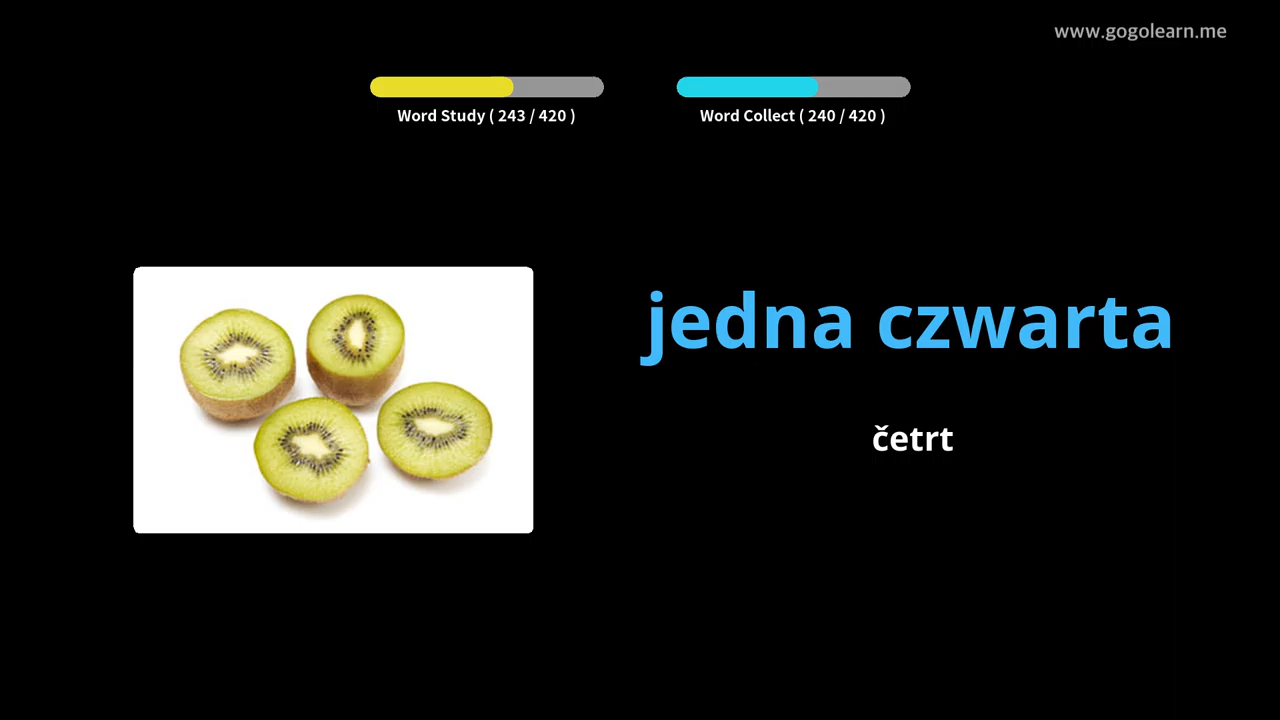 www.gogolearn.me
Word Study ( 243 / 420 )
Word Collect ( 240 / 420 )
jedna czwarta
četrt